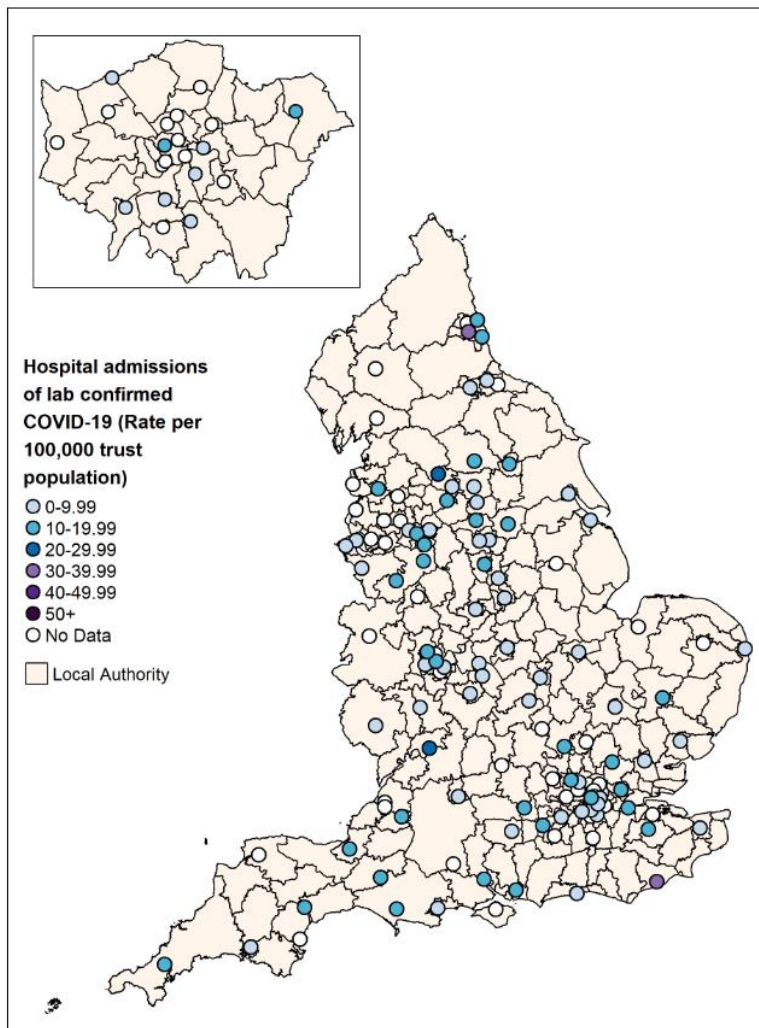 Hospital admissions
of lab confirmed
COVID-19 (Rate per
100,000 trust
population)
0-9.99
10-19.99
20-29.99
30-39.99
40-49.99
50+
No Data
Local Authority